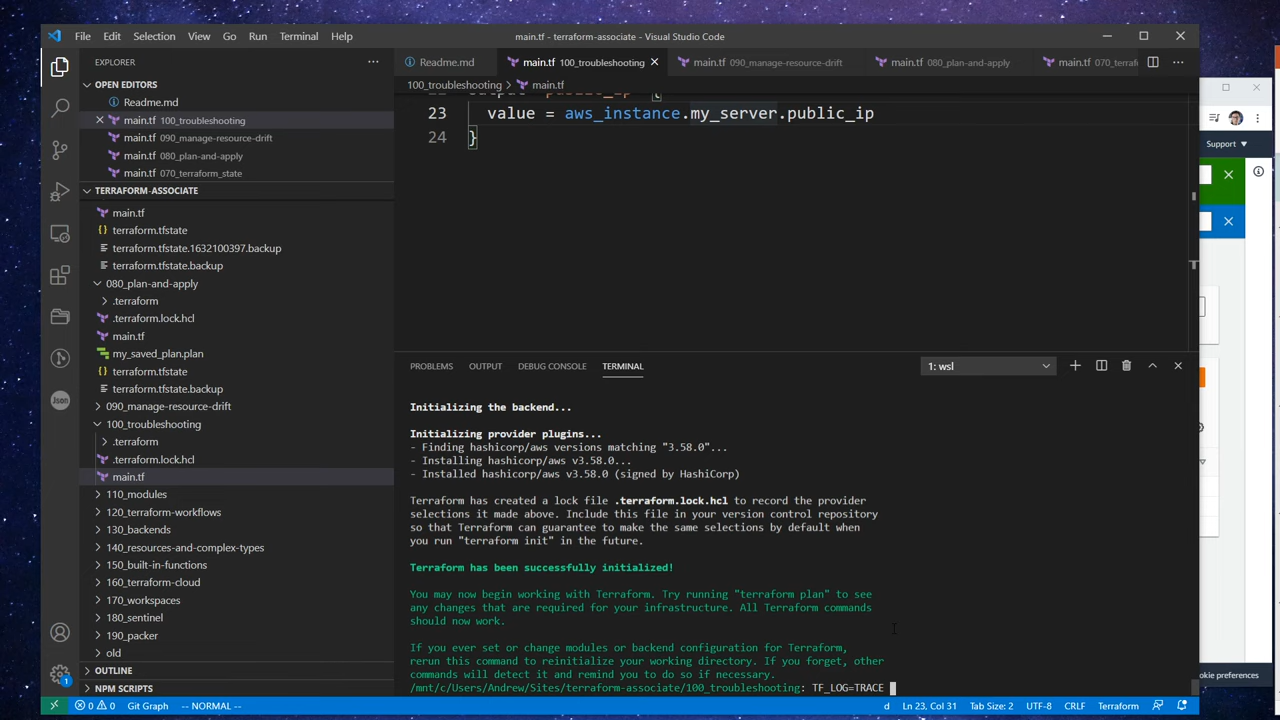 File Edit Selection View Go Run Terminal Help
main.tf - terraform-associate - Visual Studio Code
EXPLORER
OPEN EDITORS
Readme.md
main.tf 100_troubleshooting
main.tf 090_manage-resource-drift
main.tf 080_plan-and-apply
main.tf 070_terraform_state
TERRAFORM-ASSOCIATE
main.tf
terraform.tfstate
terraform.tfstate.1632100397.backup
terraform.tfstate.backup
080_plan-and-apply
.terraform
.terraform.lock.hcl
main.tf
my_saved_plan.plan
terraform.tfstate
terraform.tfstate.backup
090_manage-resource-drift
100_troubleshooting
.terraform
.terraform.lock.hcl
main.tf
110_modules
120_terraform-workflows
130_backends
140_resources-and-complex-types
150_built-in-functions
160_terraform-cloud
170_workspaces
180_sentinel
190_packer
old
OUTLINE
NPM SCRIPTS
Json
1
Readme.md
main.tf 100_troubleshooting
main.tf 090_manage-resource-drift
main.tf 080_plan-and-apply
main.tf 070_terraf
100_troubleshooting > main.tf
23 value = aws_instance.my_server.public_ip
24 }
PROBLEMS OUTPUT DEBUG CONSOLE TERMINAL
1: wsl
Initializing the backend...
Initializing provider plugins...
- Finding hashicorp/aws versions matching "3.58.0"...
- Installing hashicorp/aws v3.58.0...
- Installed hashicorp/aws v3.58.0 (signed by HashiCorp)
Terraform has created a lock file .terraform.lock.hcl to record the provider
selections it made above. Include this file in your version control repository
so that Terraform can guarantee to make the same selections by default when
you run "terraform init" in the future.
Terraform has been successfully initialized!
You may now begin working with Terraform. Try running "terraform plan" to see
any changes that are required for your infrastructure. All Terraform commands
should now work.
If you ever set or change modules or backend configuration for Terraform,
rerun this command to reinitialize your working directory. If you forget, other
commands will detect it and remind you to do so if necessary.
/mnt/c/Users/Andrew/Sites/terraform-associate/100_troubleshooting: TF_LOG=TRACE
0 0 Git Graph
d Ln 23, Col 31 Tab Size: 2 UTF-8 CRLF Terraform
Support
okie preferences